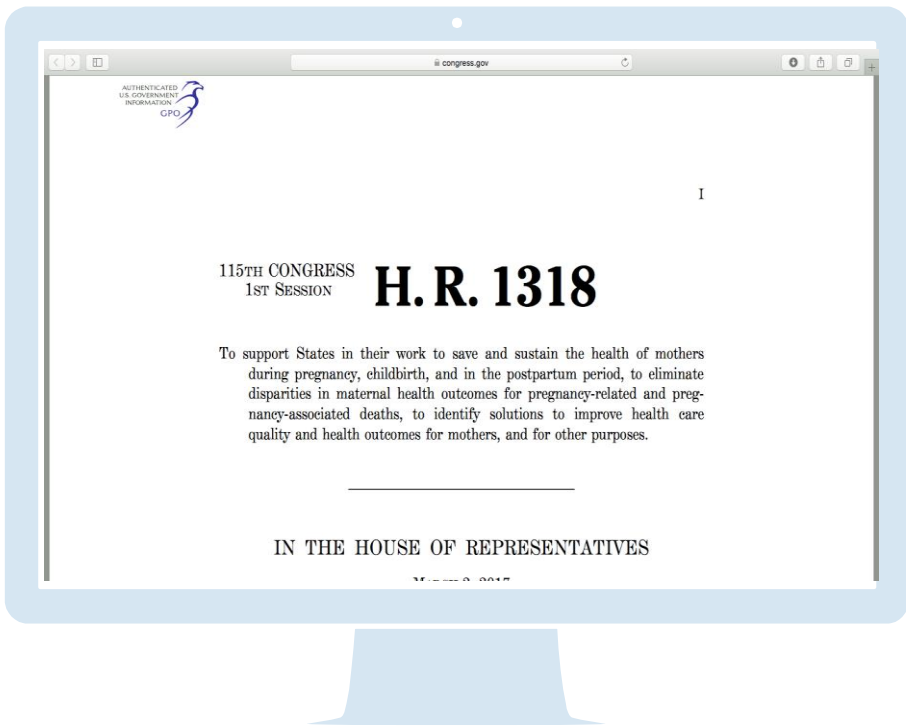 congress.gov
AUTHENTICATED
U.S. GOVERNMENT
INFORMATION
GPO
I
115TH CONGRESS
1ST SESSION
H. R. 1318
To support States in their work to save and sustain the health of mothers
during pregnancy, childbirth, and in the postpartum period, to eliminate
disparities in maternal health outcomes for pregnancy-related and preg-
nancy-associated deaths, to identify solutions to improve health care
quality and health outcomes for mothers, and for other purposes.
IN THE HOUSE OF REPRESENTATIVES
2017